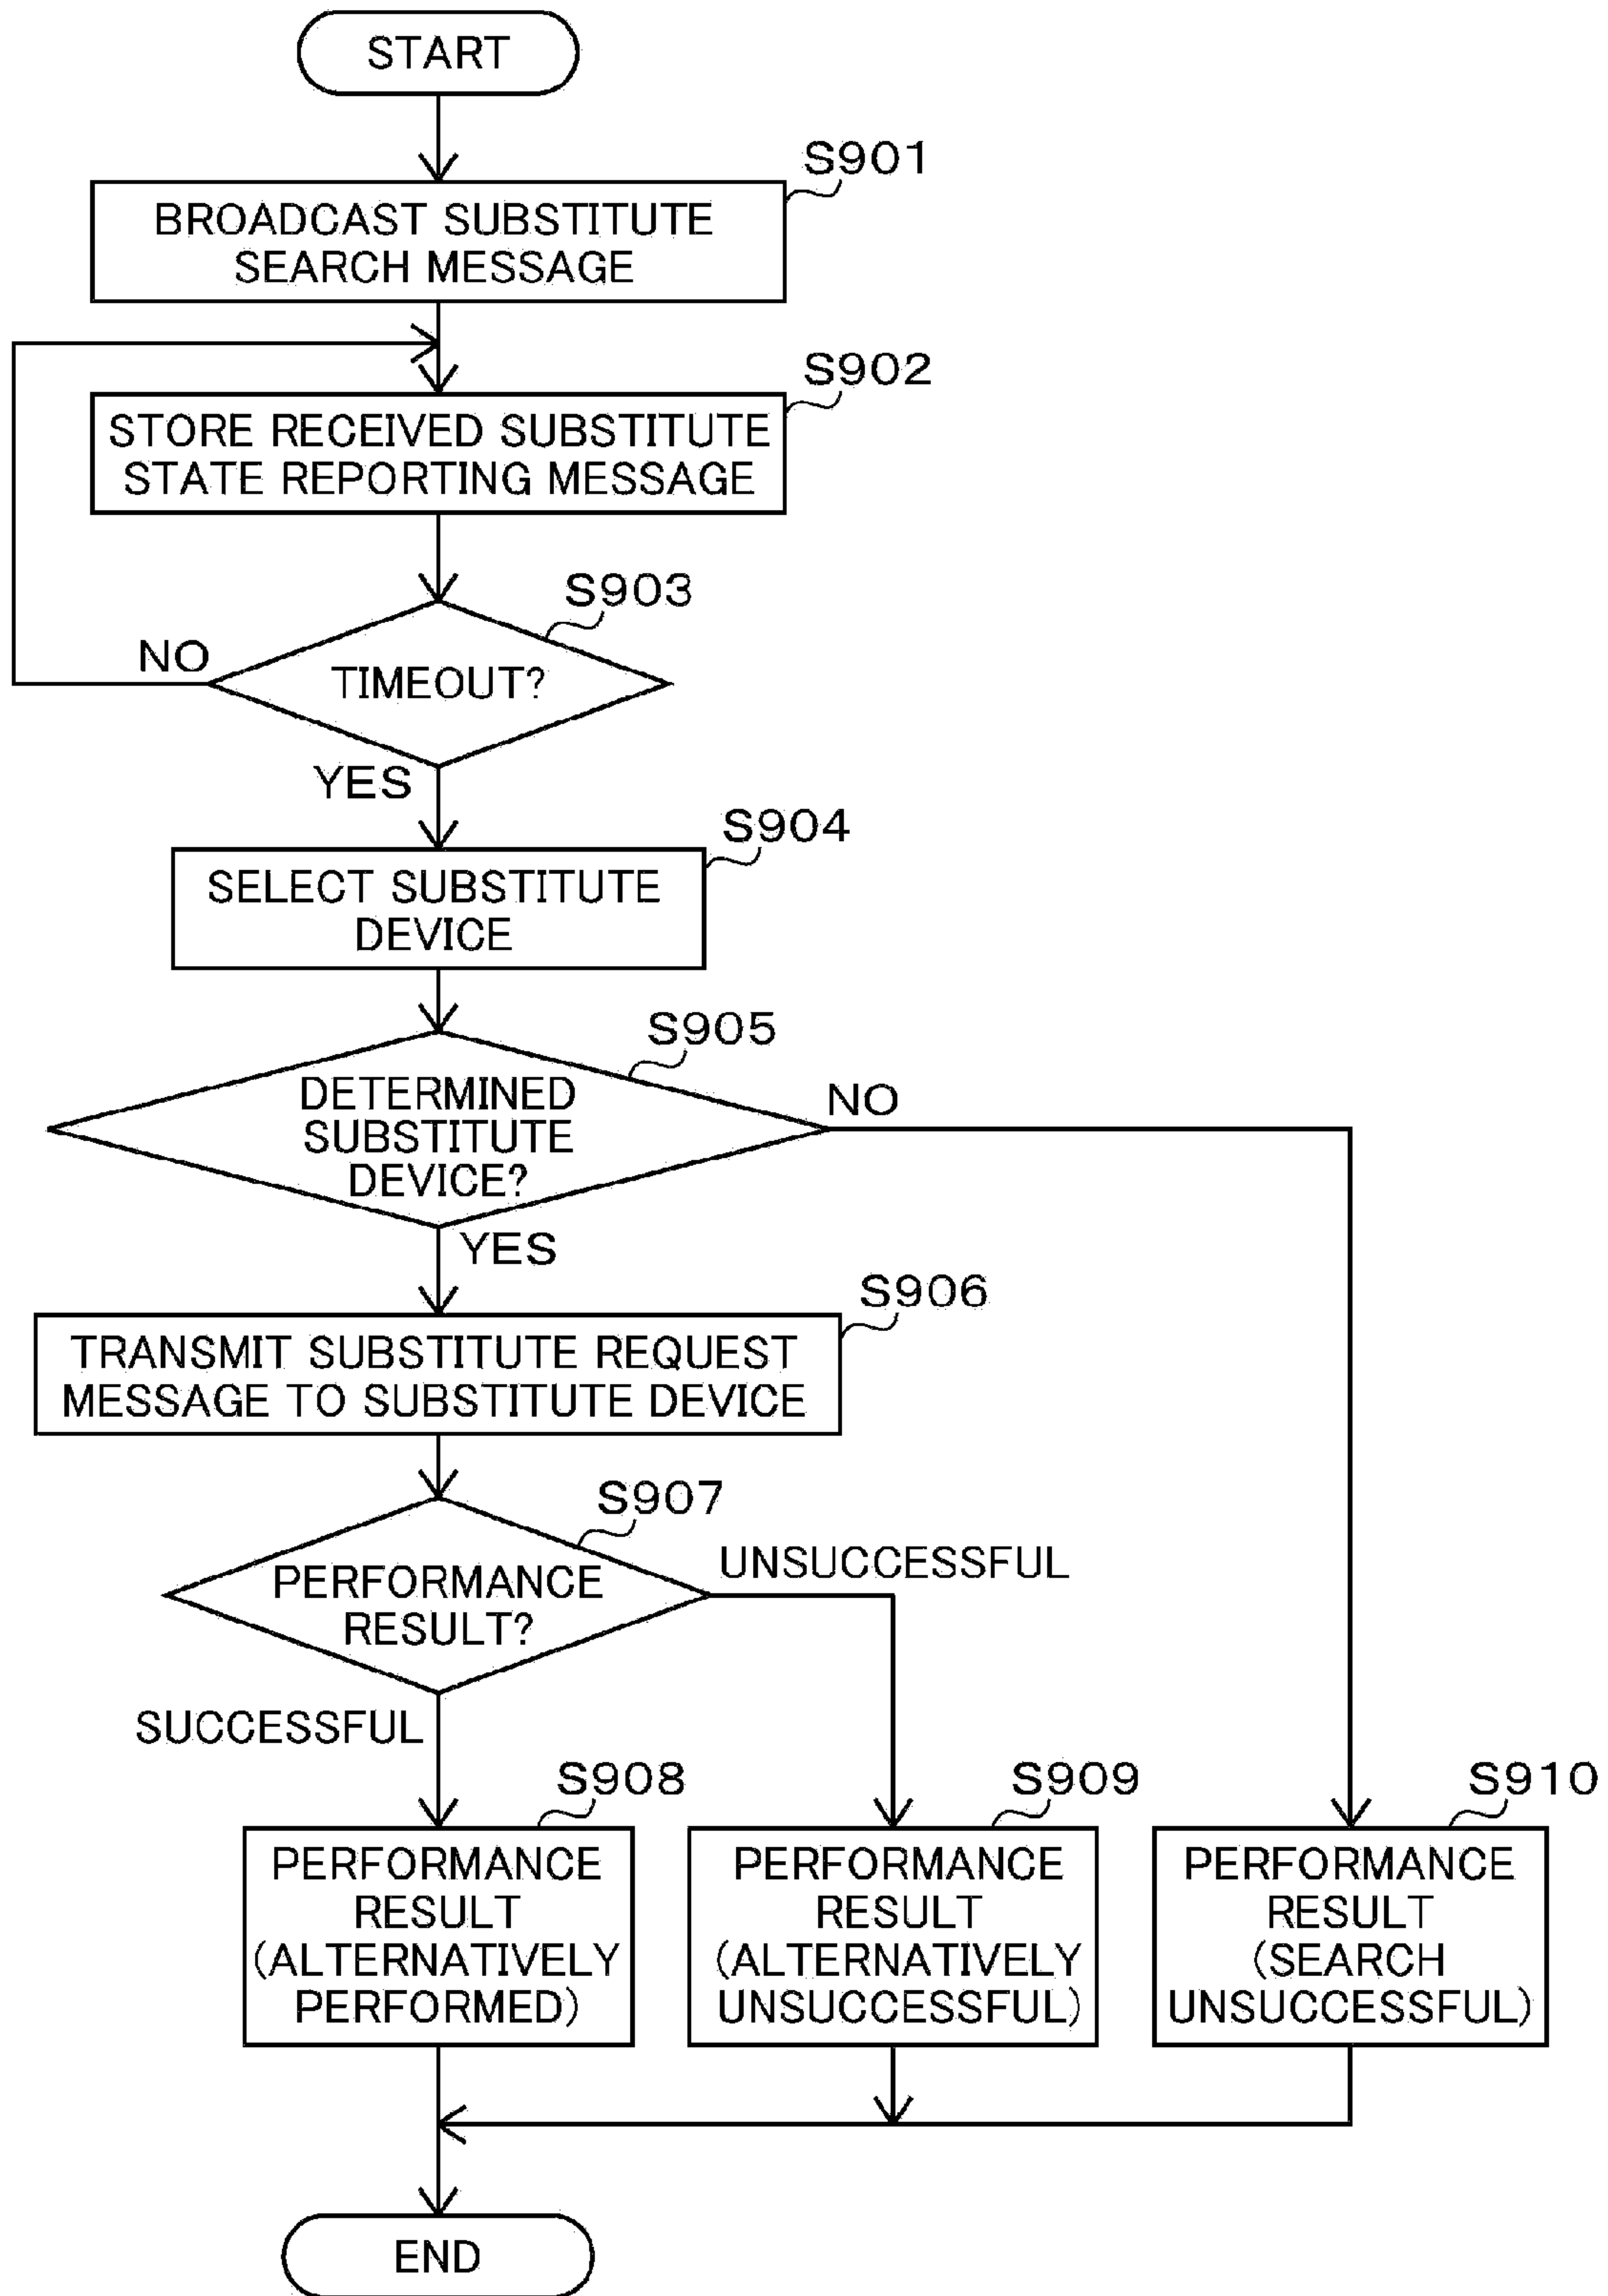 START
S901
BROADCAST SUBSTITUTE
SEARCH MESSAGE
S902
STORE RECEIVED SUBSTITUTE
STATE REPORTING MESSAGE
S903
NO
TIMEOUT?
YES
S904
SELECT SUBSTITUTE
DEVICE
S905
DETERMINED
SUBSTITUTE
DEVICE?
NO
YES
S906
TRANSMIT SUBSTITUTE REQUEST
MESSAGE TO SUBSTITUTE DEVICE
S907
PERFORMANCE
RESULT?
UNSUCCESSFUL
SUCCESSFUL
S908
PERFORMANCE
RESULT
(ALTERNATIVELY
PERFORMED)
S909
PERFORMANCE
RESULT
(ALTERNATIVELY
UNSUCCESSFUL)
S910
PERFORMANCE
RESULT
(SEARCH
UNSUCCESSFUL)
END